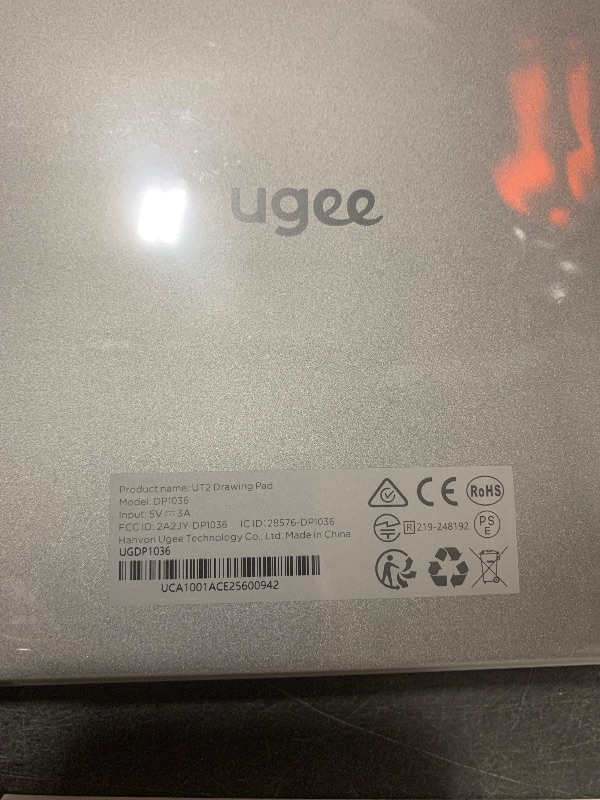 ugee
Product name: UT2 Drawing Pad
Model: DP1036
Input: 5V ⎓ 3A
FCC ID: 2A2JY-DP1036 IC ID: 28576-DP1036
Hanvon Ugee Technology Co., Ltd. Made in China
UGDP1036
UCA1001ACE25600942
CE RoHS
R 219-248192 PS E